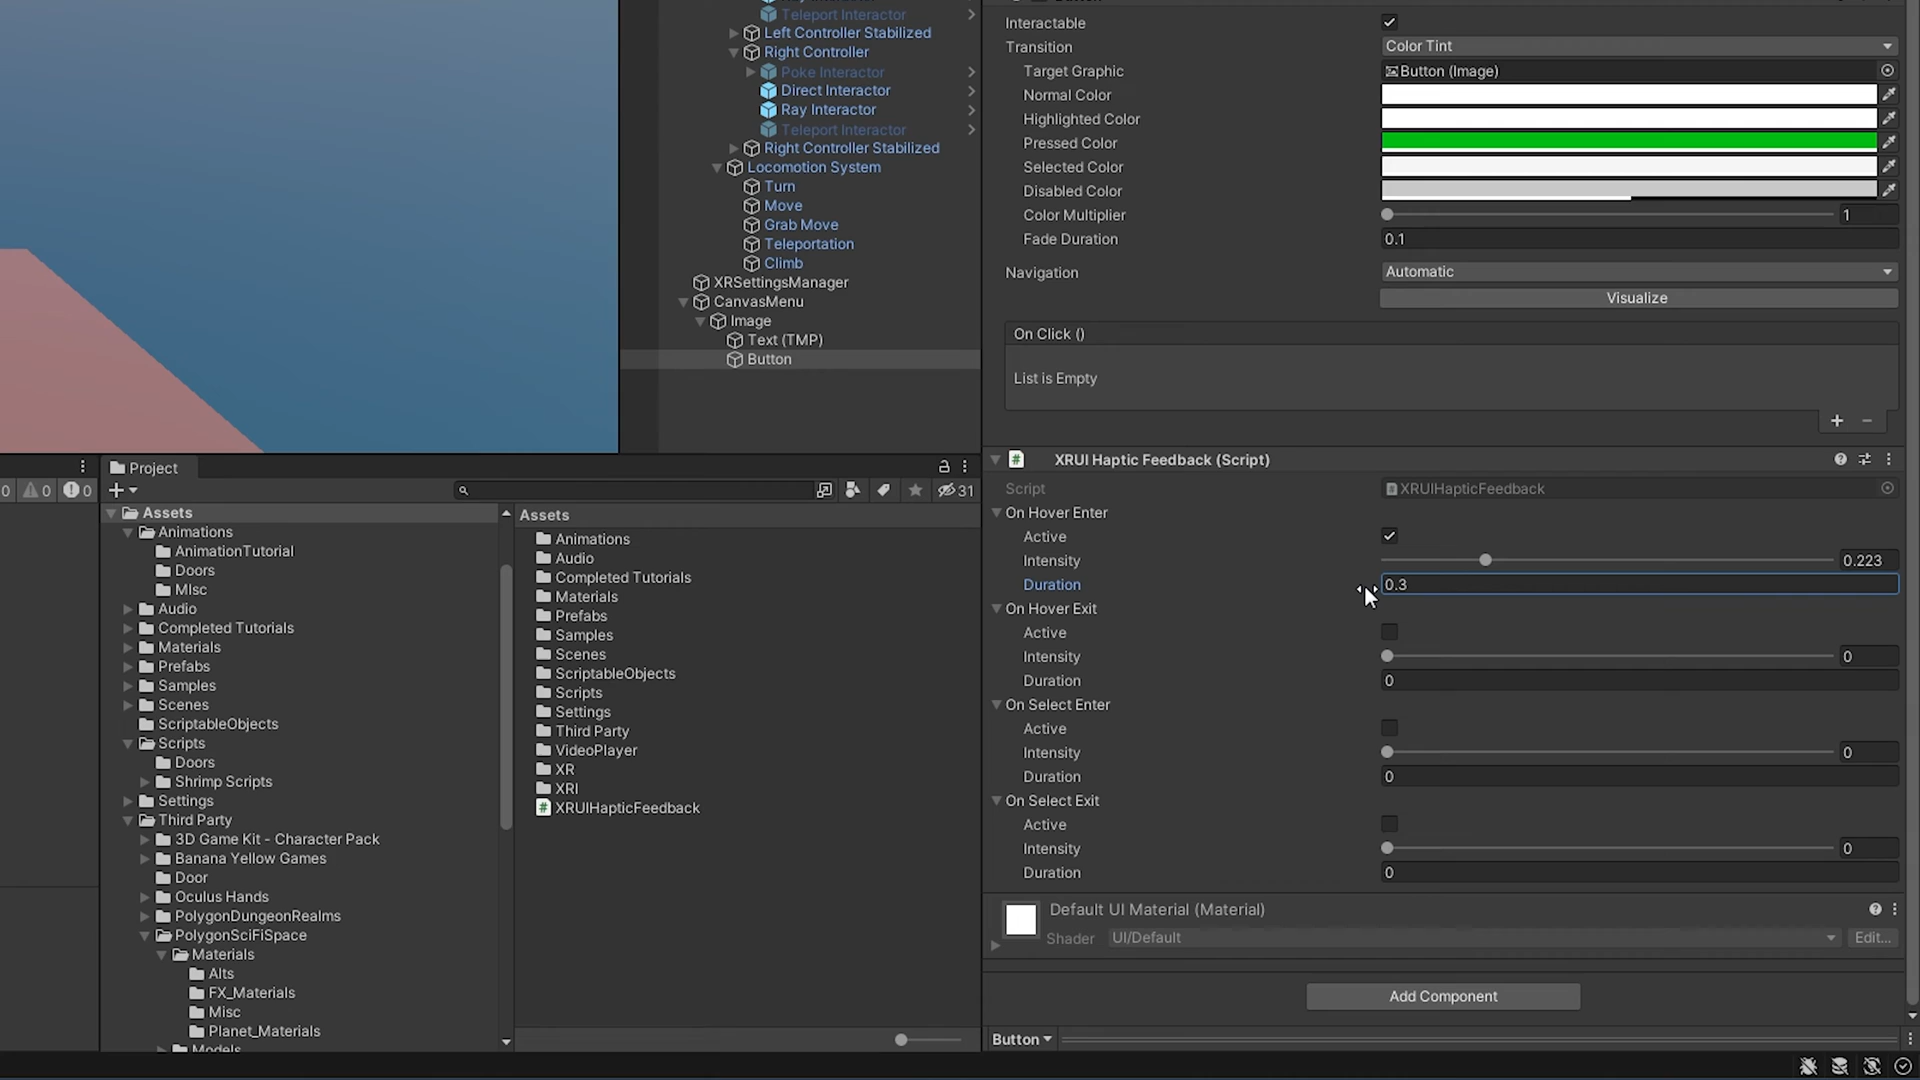 Teleport Interactor
Left Controller Stabilized
Right Controller
Poke Interactor
Direct Interactor
Ray Interactor
Teleport Interactor
Right Controller Stabilized
Locomotion System
Turn
Move
Grab Move
Teleportation
Climb
XRSettingsManager
CanvasMenu
Image
Text (TMP)
Button
Interactable
Transition
Color Tint
Target Graphic
Button (Image)
Normal Color
Highlighted Color
Pressed Color
Selected Color
Disabled Color
Color Multiplier
1
Fade Duration
0.1
Navigation
Automatic
Visualize
On Click ()
List is Empty
+ −
# XRUI Haptic Feedback (Script)
Script
XRUIHapticFeedback
On Hover Enter
Active
Intensity
0.223
Duration
0.3
On Hover Exit
Active
Intensity
0
Duration
0
On Select Enter
Active
Intensity
0
Duration
0
On Select Exit
Active
Intensity
0
Duration
0
Default UI Material (Material)
Shader
UI/Default
Edit...
Add Component
Button
0 0 0
Project
31
Assets
Animations
AnimationTutorial
Doors
MIsc
Audio
Completed Tutorials
Materials
Prefabs
Samples
Scenes
ScriptableObjects
Scripts
Doors
Shrimp Scripts
Settings
Third Party
3D Game Kit - Character Pack
Banana Yellow Games
Door
Oculus Hands
PolygonDungeonRealms
PolygonSciFiSpace
Materials
Alts
FX_Materials
Misc
Planet_Materials
Models
Assets
Animations
Audio
Completed Tutorials
Materials
Prefabs
Samples
Scenes
ScriptableObjects
Scripts
Settings
Third Party
VideoPlayer
XR
XRI
# XRUIHapticFeedback